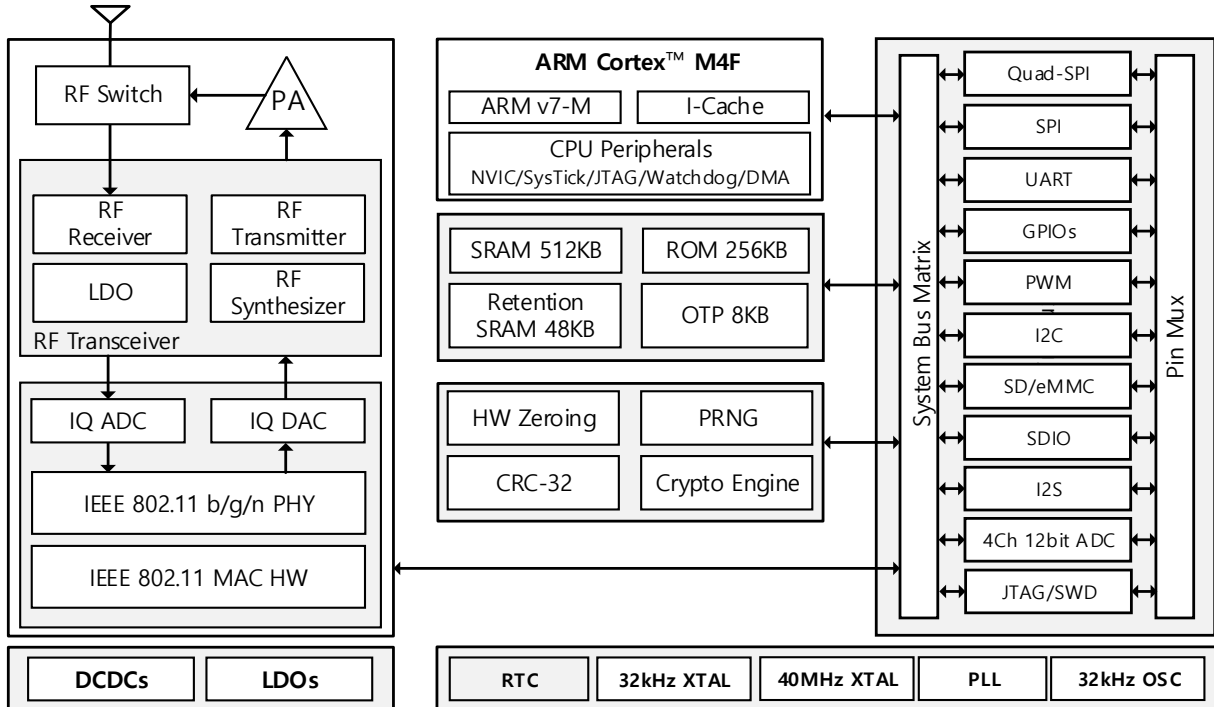 RF Switch
PA
RF
Receiver
RF
Transmitter
LDO
RF
Synthesizer
RF Transceiver
IQ ADC
IQ DAC
IEEE 802.11 b/g/n PHY
IEEE 802.11 MAC HW
DCDCs
LDOs
ARM Cortex™ M4F
ARM v7-M
I-Cache
CPU Peripherals
NVIC/SysTick/JTAG/Watchdog/DMA
SRAM 512KB
ROM 256KB
Retention
SRAM 48KB
OTP 8KB
HW Zeroing
PRNG
CRC-32
Crypto Engine
System Bus Matrix
Quad-SPI
SPI
UART
GPIOs
PWM
I2C
SD/eMMC
SDIO
I2S
4Ch 12bit ADC
JTAG/SWD
Pin Mux
RTC
32kHz XTAL
40MHz XTAL
PLL
32kHz OSC